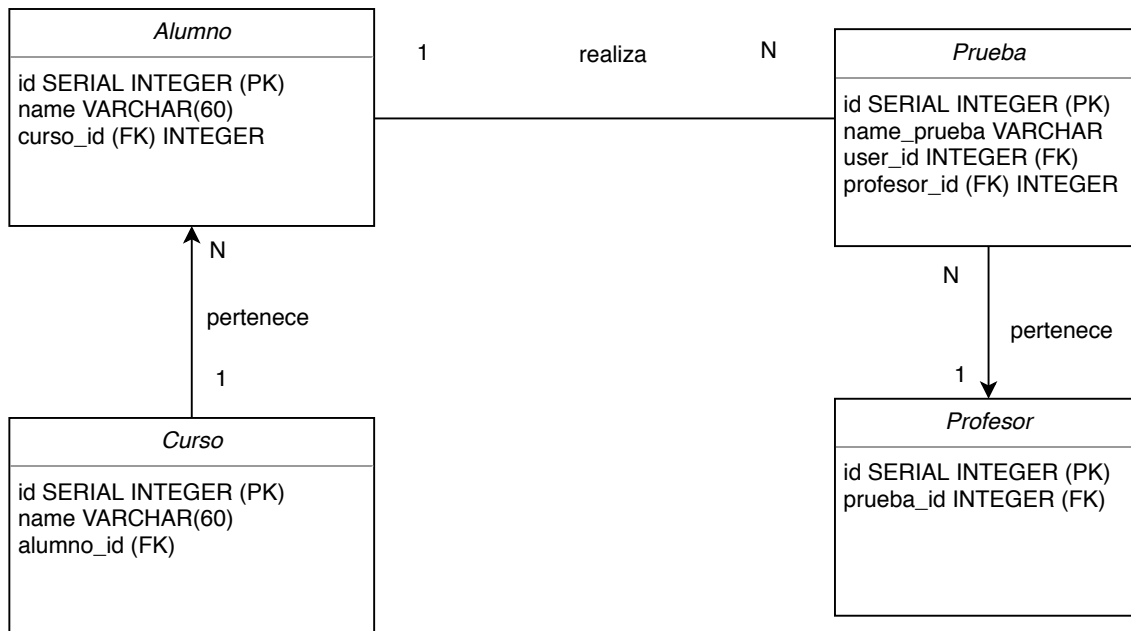 Alumno
id SERIAL INTEGER (PK)
name VARCHAR(60)
curso_id (FK) INTEGER
1
realiza
N
Prueba
id SERIAL INTEGER (PK)
name_prueba VARCHAR
user_id INTEGER (FK)
profesor_id (FK) INTEGER
N
pertenece
1
N
pertenece
1
Curso
id SERIAL INTEGER (PK)
name VARCHAR(60)
alumno_id (FK)
Profesor
id SERIAL INTEGER (PK)
prueba_id INTEGER (FK)